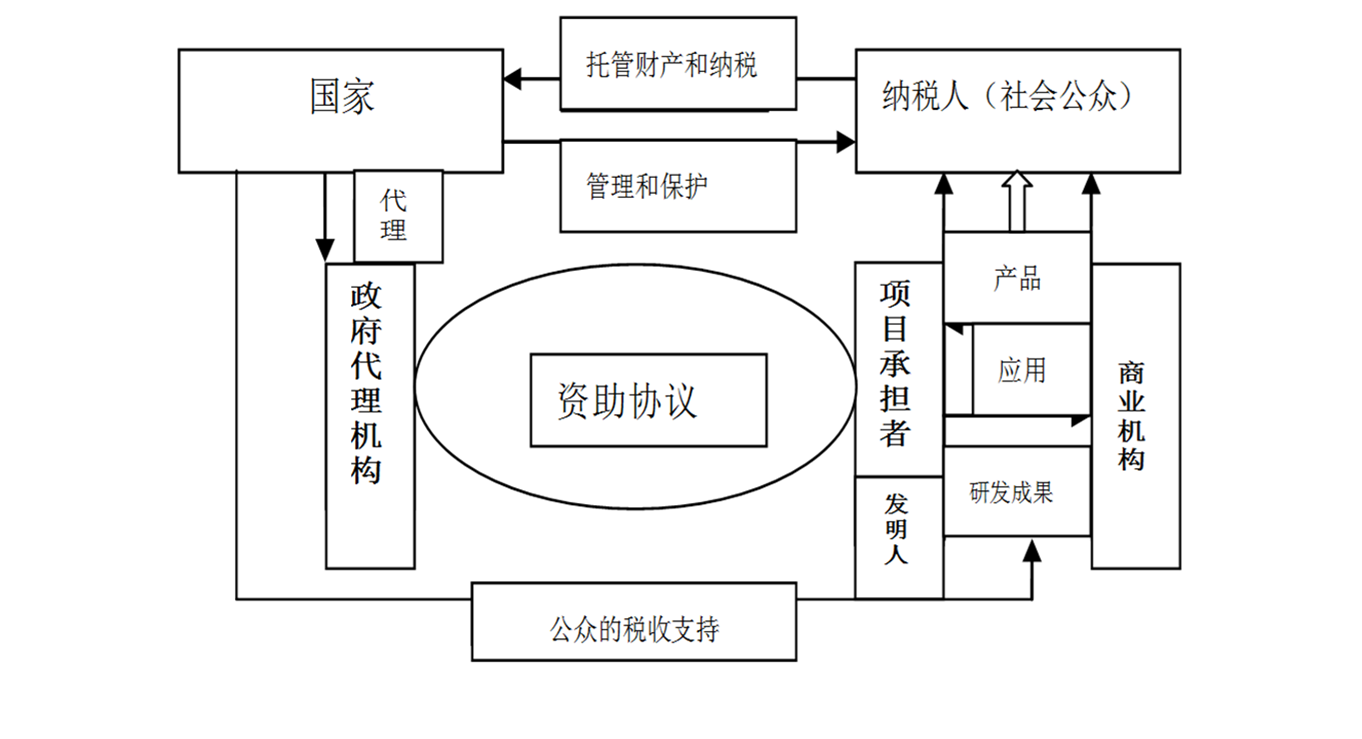 国家
托管财产和纳税
纳税人（社会公众）
管理和保护
代理
政府代理机构
资助协议
项目承担者
发明人
产品
应用
研发成果
商业机构
公众的税收支持